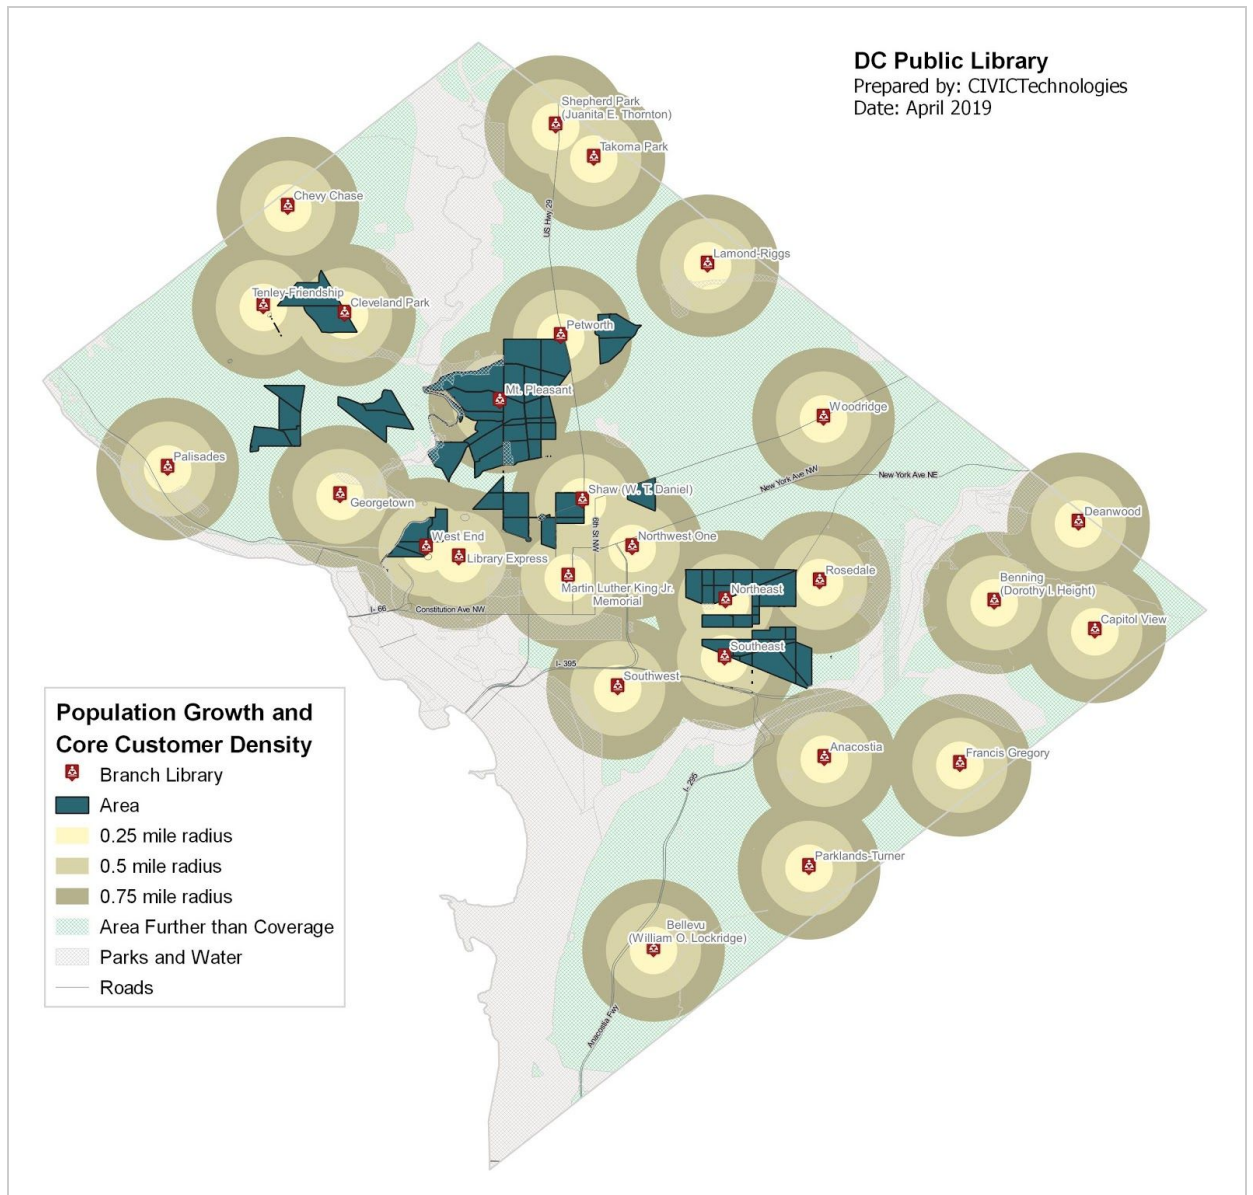 DC Public Library
Prepared by: CIVICTechnologies
Date: April 2019
Shepherd Park
(Juanita E. Thornton)
Takoma Park
Chevy Chase
US Hwy 29
Lamond-Riggs
Tenley-Friendship
Cleveland Park
Petworth
Mt. Pleasant
Woodridge
Palisades
Georgetown
Shaw (W. T. Daniel)
New York Ave NW
New York Ave NE
Deanwood
6th St NW
West End
Library Express
Northwest One
Martin Luther King Jr.
Memorial
Northeast
Rosedale
Benning
(Dorothy I. Height)
Capitol View
I- 66
Constitution Ave NW
Southeast
I- 395
Southwest
Anacostia
Francis Gregory
I- 295
Parklands-Turner
Bellevu
(William O. Lockridge)
Anacostia Fwy
Population Growth and
Core Customer Density
Branch Library
Area
0.25 mile radius
0.5 mile radius
0.75 mile radius
Area Further than Coverage
Parks and Water
Roads